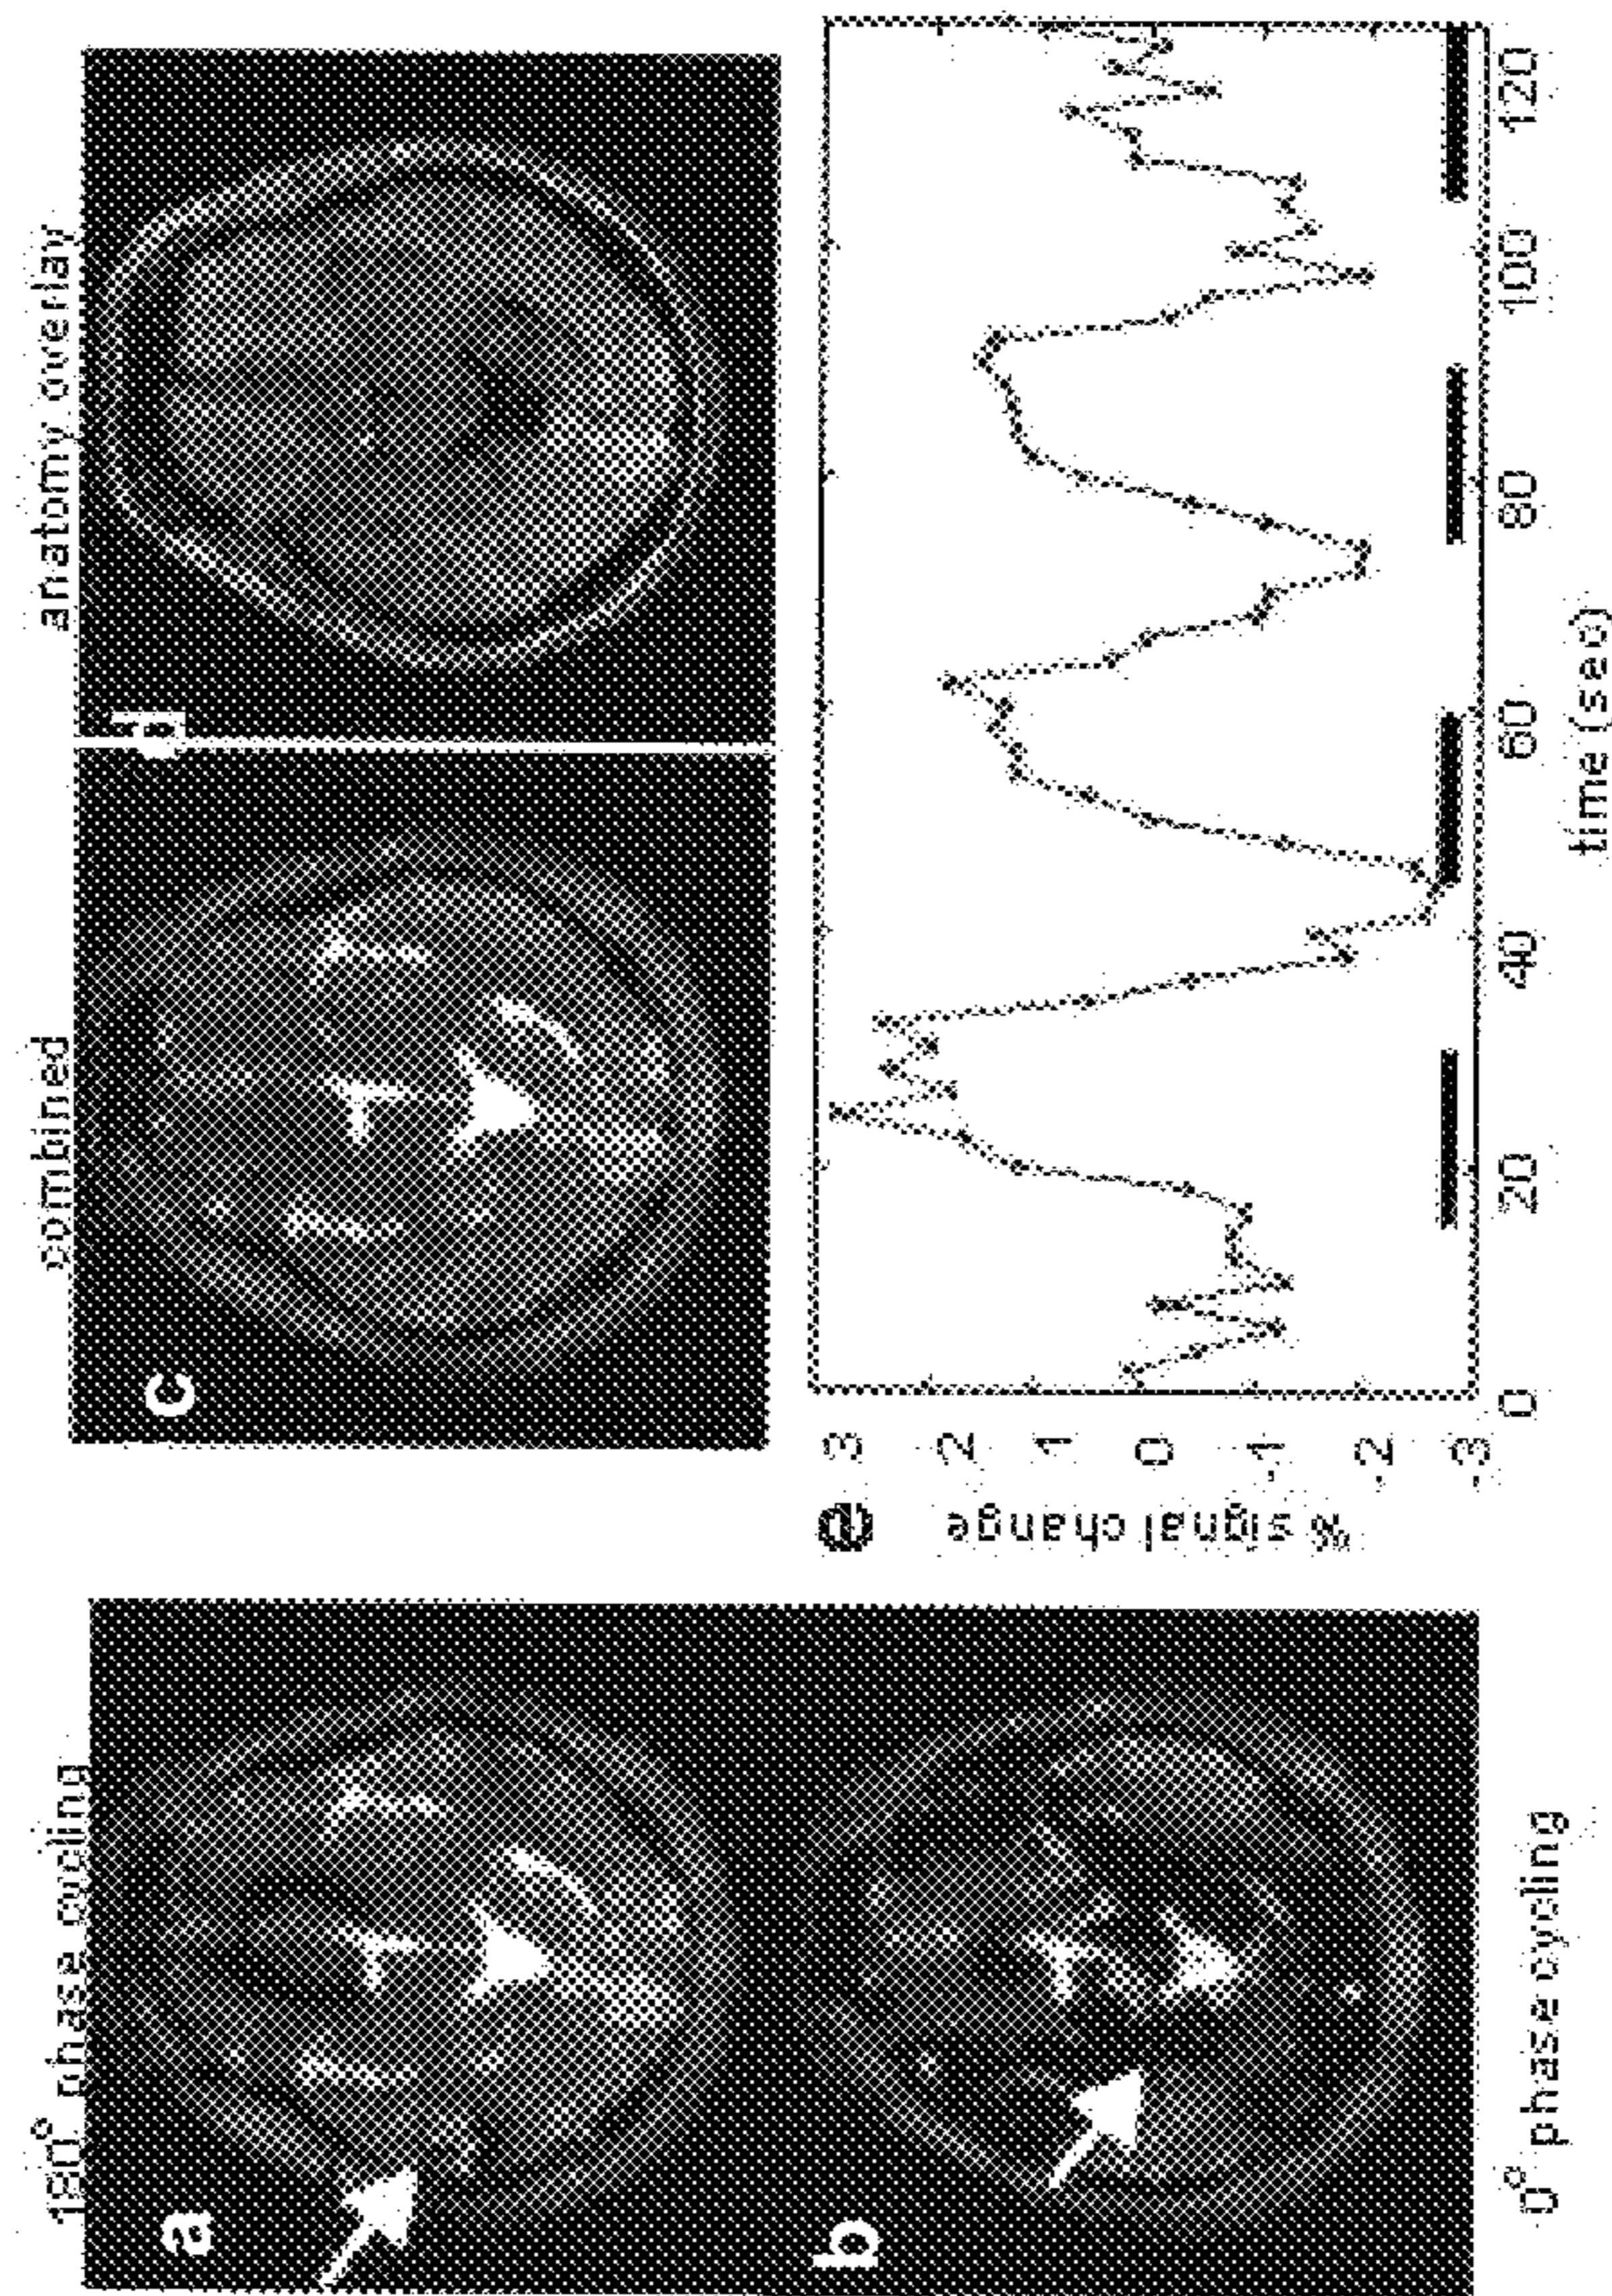 180° phase cycling
a
b
0° phase cycling
combined
c
anatomy overlay
d
e
% signal change
3
2
1
0
-1
-2
-3
0
20
40
60
80
100
120
time (sec)